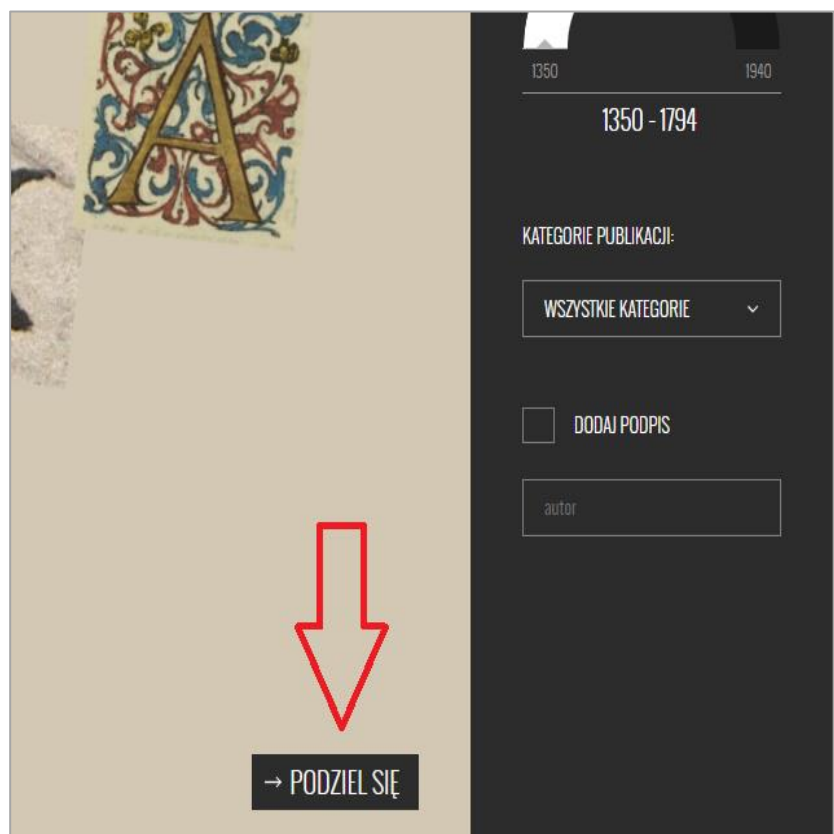 A
1350 1940
1350 - 1794
KATEGORIE PUBLIKACJI:
WSZYSTKIE KATEGORIE
DODAJ PODPIS
autor
→ PODZIEL SIĘ